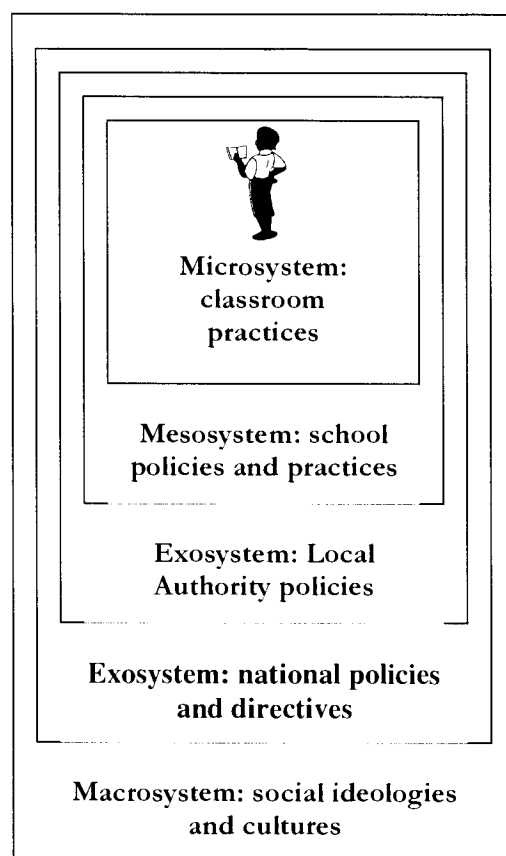 Microsystem:
classroom
practices
Mesosystem: school
policies and practices
Exosystem: Local
Authority policies
Exosystem: national policies
and directives
Macrosystem: social ideologies
and cultures